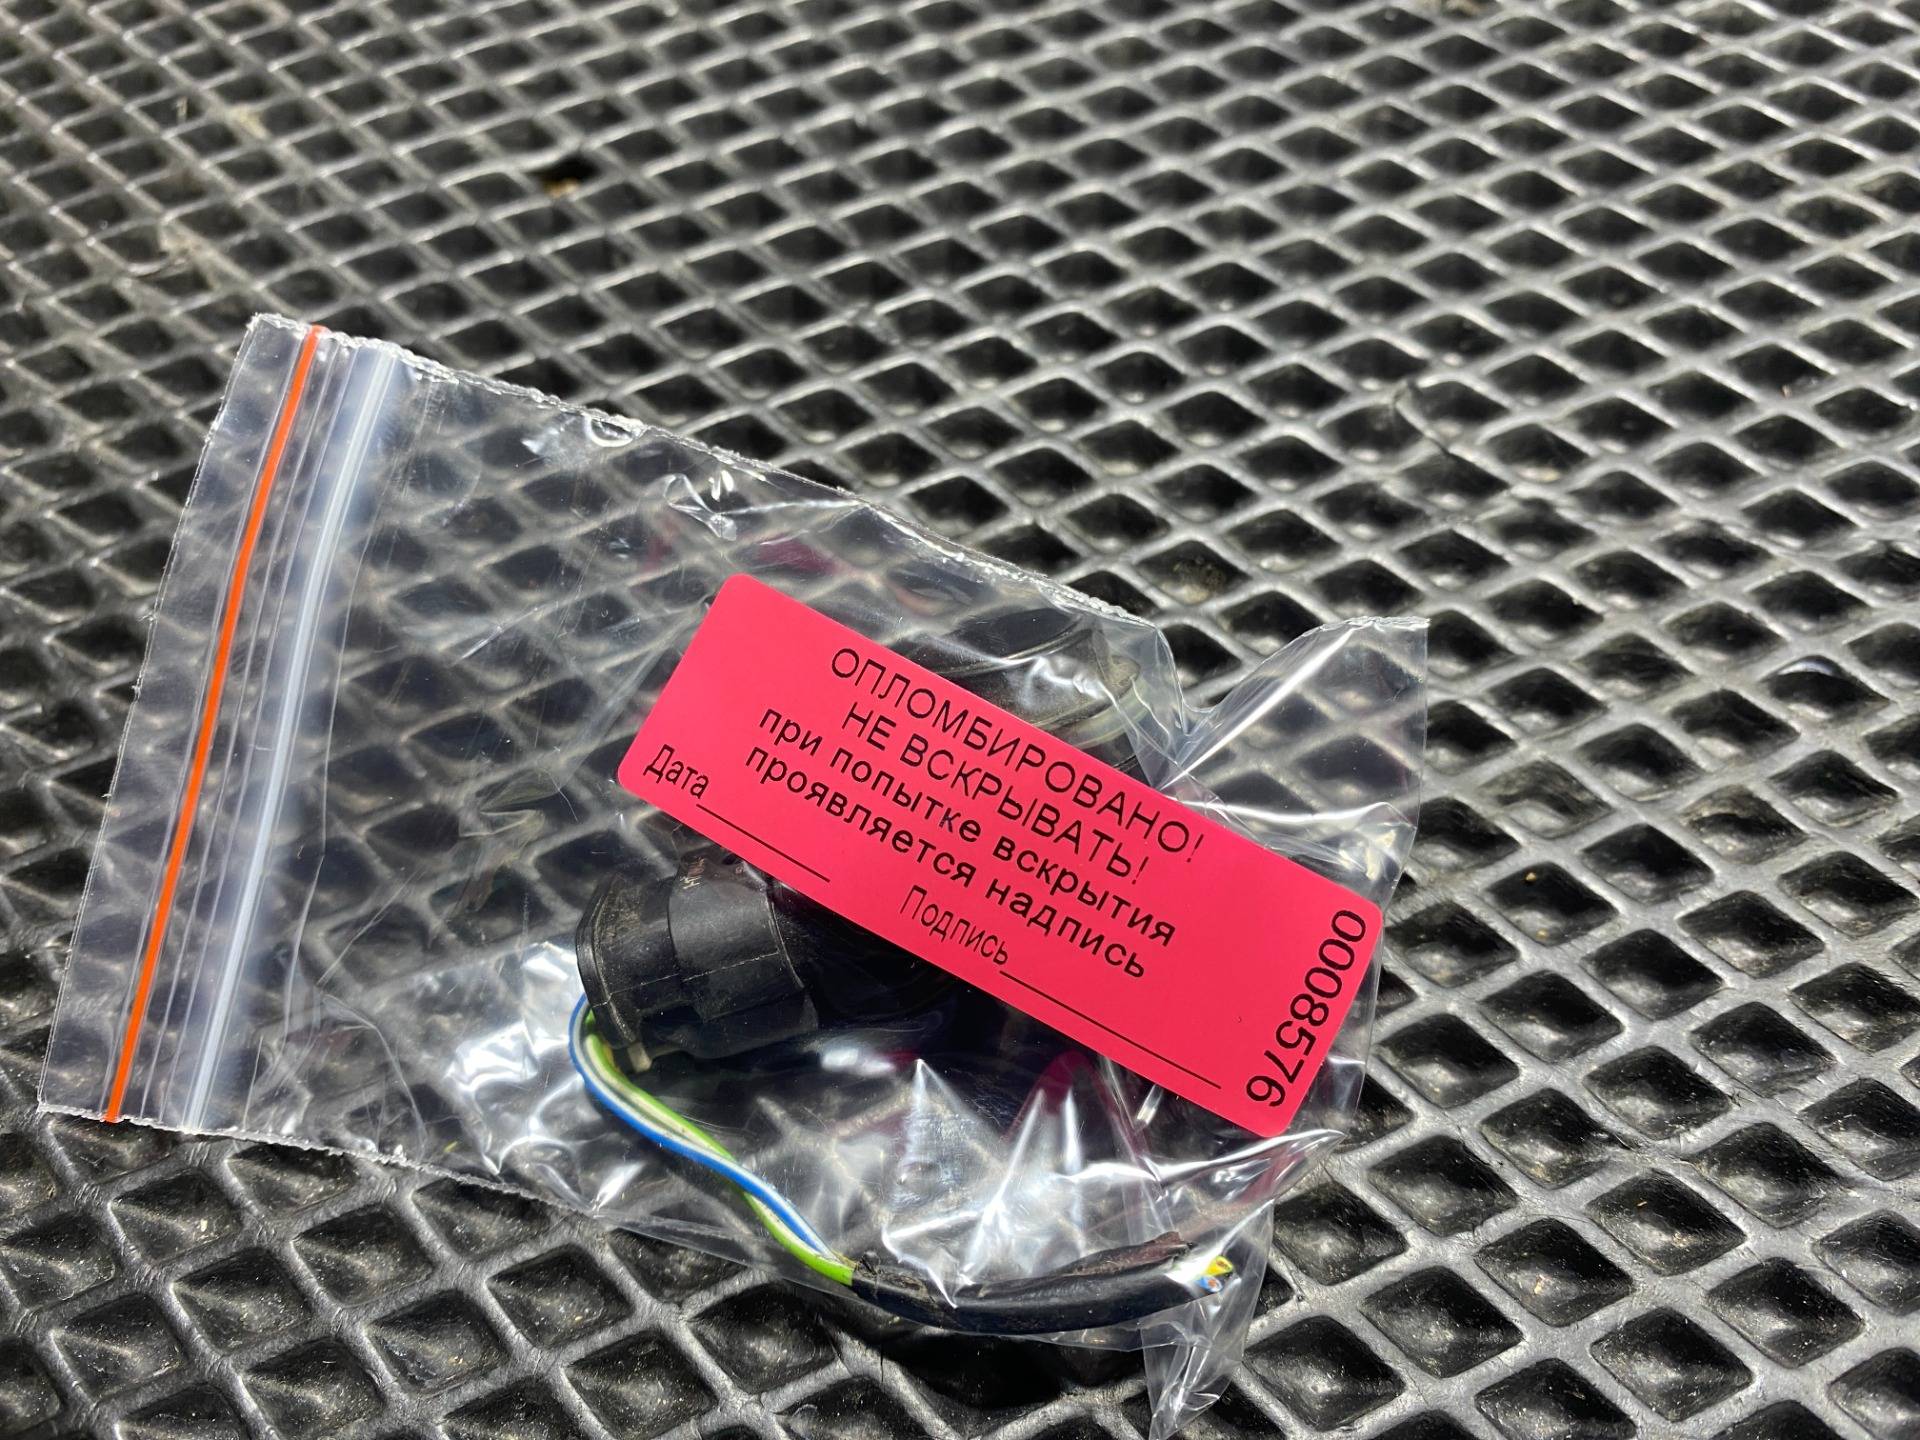 ОПЛОМБИРОВАНО!
НЕ ВСКРЫВАТЬ!
при попытке вскрытия
проявляется надпись
Дата
Подпись
0008576